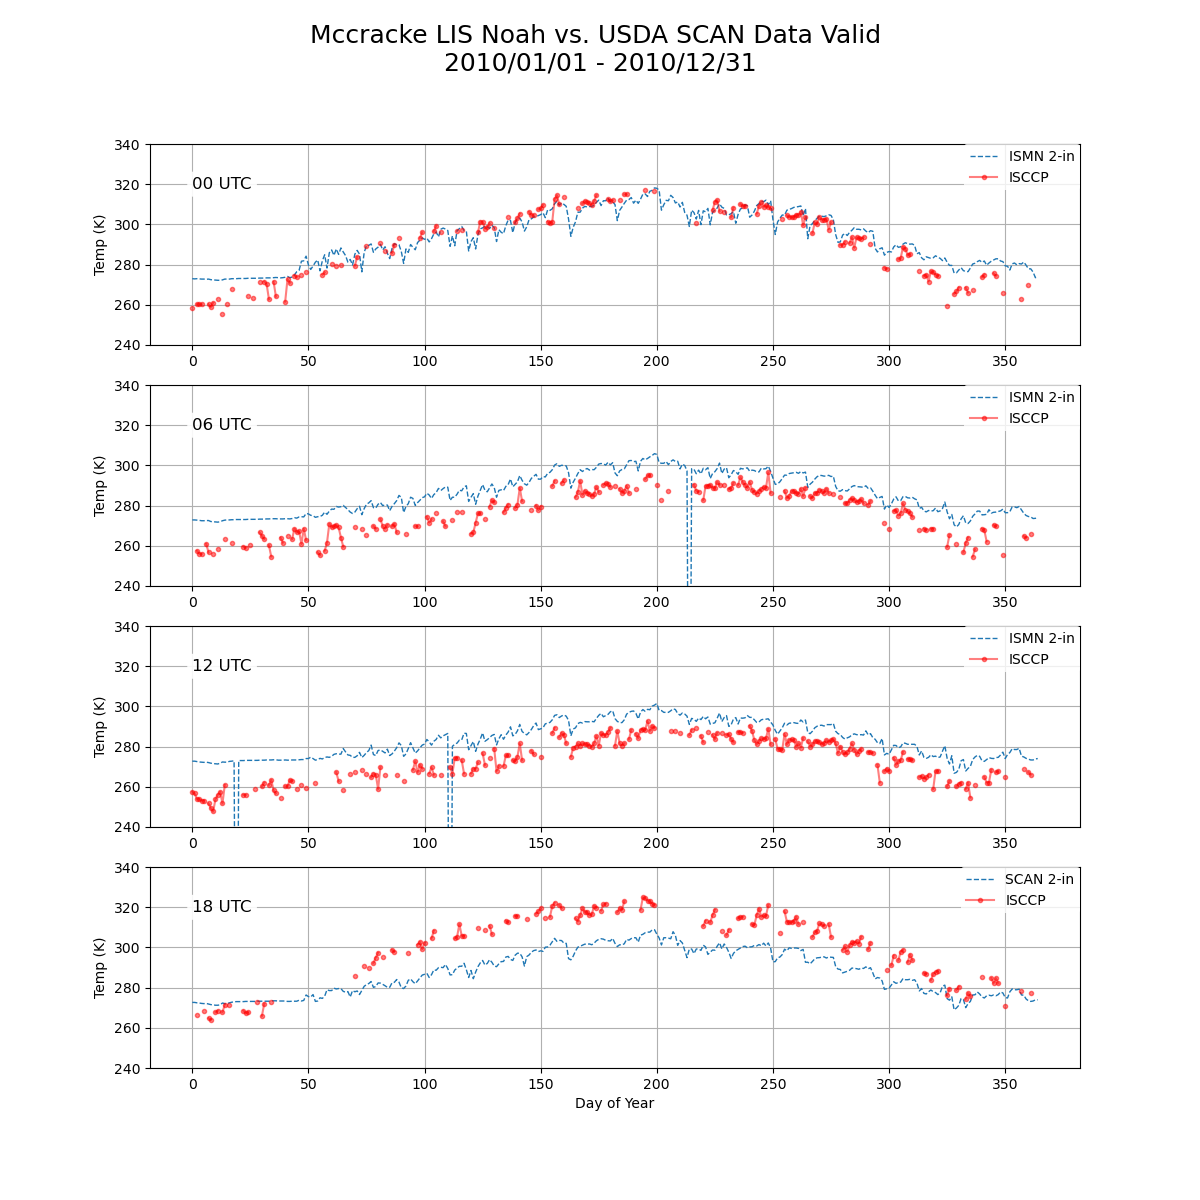 Mccracke LIS Noah vs. USDA SCAN Data Valid
2010/01/01 - 2010/12/31
340
320
300
280
260
240
Temp (K)
00 UTC
ISMN 2-in
ISCCP
0 50 100 150 200 250 300 350
340
320
300
280
260
240
Temp (K)
06 UTC
ISMN 2-in
ISCCP
0 50 100 150 200 250 300 350
340
320
300
280
260
240
Temp (K)
12 UTC
ISMN 2-in
ISCCP
0 50 100 150 200 250 300 350
340
320
300
280
260
240
Temp (K)
18 UTC
SCAN 2-in
ISCCP
0 50 100 150 200 250 300 350
Day of Year